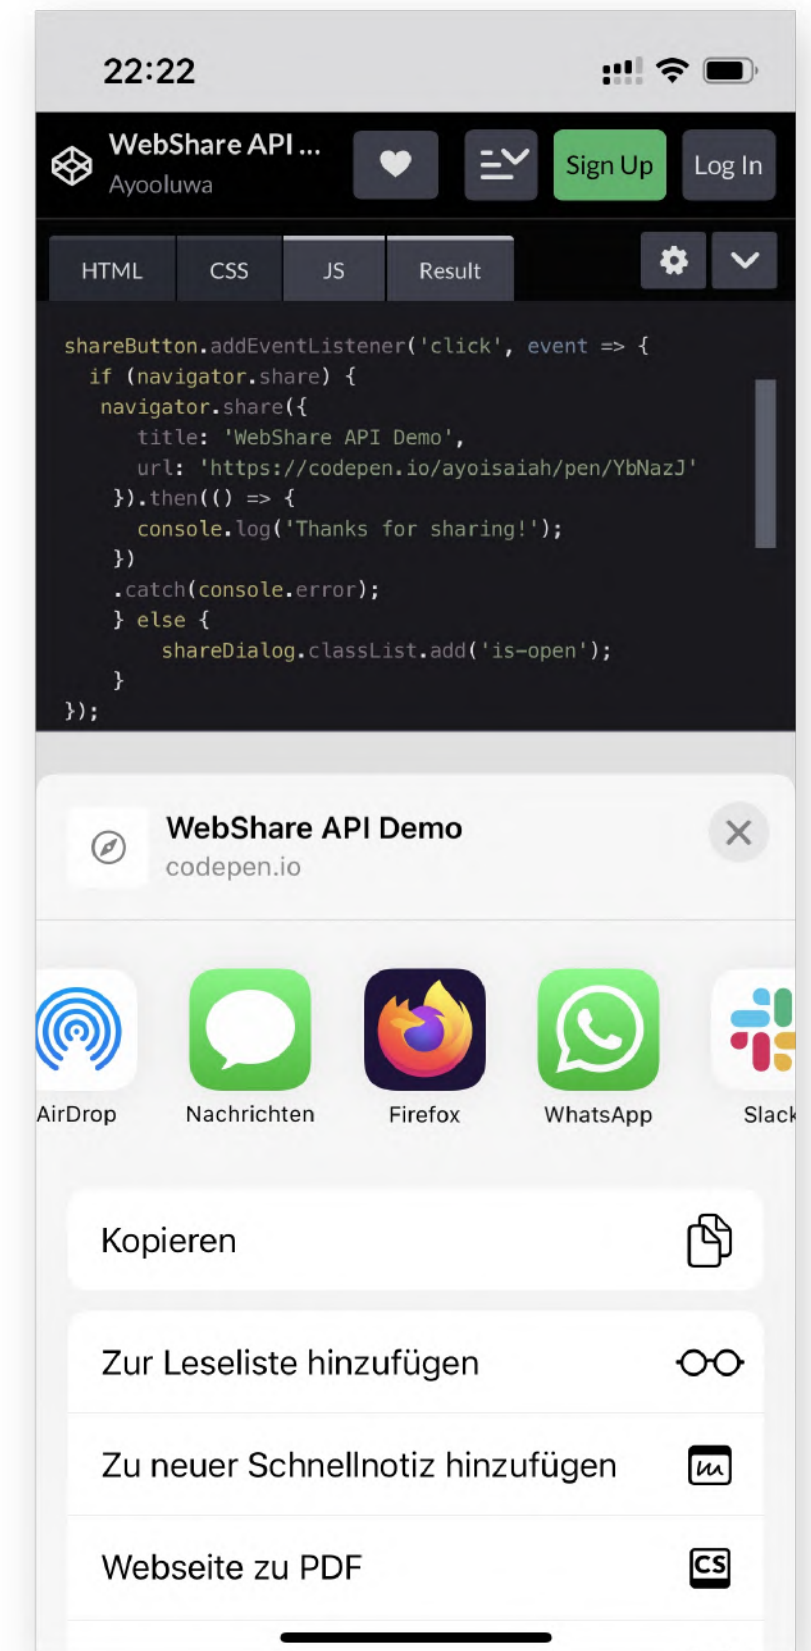 22:22
WebShare API ...
Ayooluwa
Sign Up
Log In
HTML
CSS
JS
Result
shareButton.addEventListener('click', event => {
if (navigator.share) {
navigator.share({
title: 'WebShare API Demo',
url: 'https://codepen.io/ayoisaiah/pen/YbNazJ'
}).then(() => {
console.log('Thanks for sharing!');
})
.catch(console.error);
} else {
shareDialog.classList.add('is-open');
}
});
WebShare API Demo
codepen.io
AirDrop
Nachrichten
Firefox
WhatsApp
Slack
Kopieren
Zur Leseliste hinzufügen
Zu neuer Schnellnotiz hinzufügen
Webseite zu PDF
CS